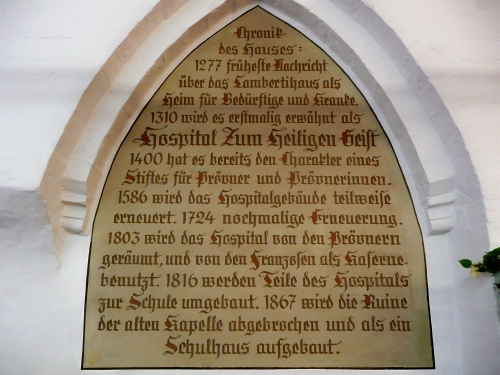 Chronik
des Hauses:
1277 früheste Nachricht
über das Lambertihaus als
Heim für Bedürftige und Kranke.
1310 wird es erstmalig erwähnt als
Hospital Zum Heiligen Geist
1400 hat es bereits den Charakter eines
Stiftes für Prövner und Prövnerinnen.
1586 wird das Hospitalgebäude teilweise
erneuert. 1724 nochmalige Erneuerung.
1803 wird das Hospital von den Prövnern
geräumt, und von den Franzosen als Kaserne
benutzt. 1816 werden Teile des Hospitals
zur Schule umgebaut. 1867 wird die Ruine
der alten Kapelle abgebrochen und als ein
Schulhaus aufgebaut.